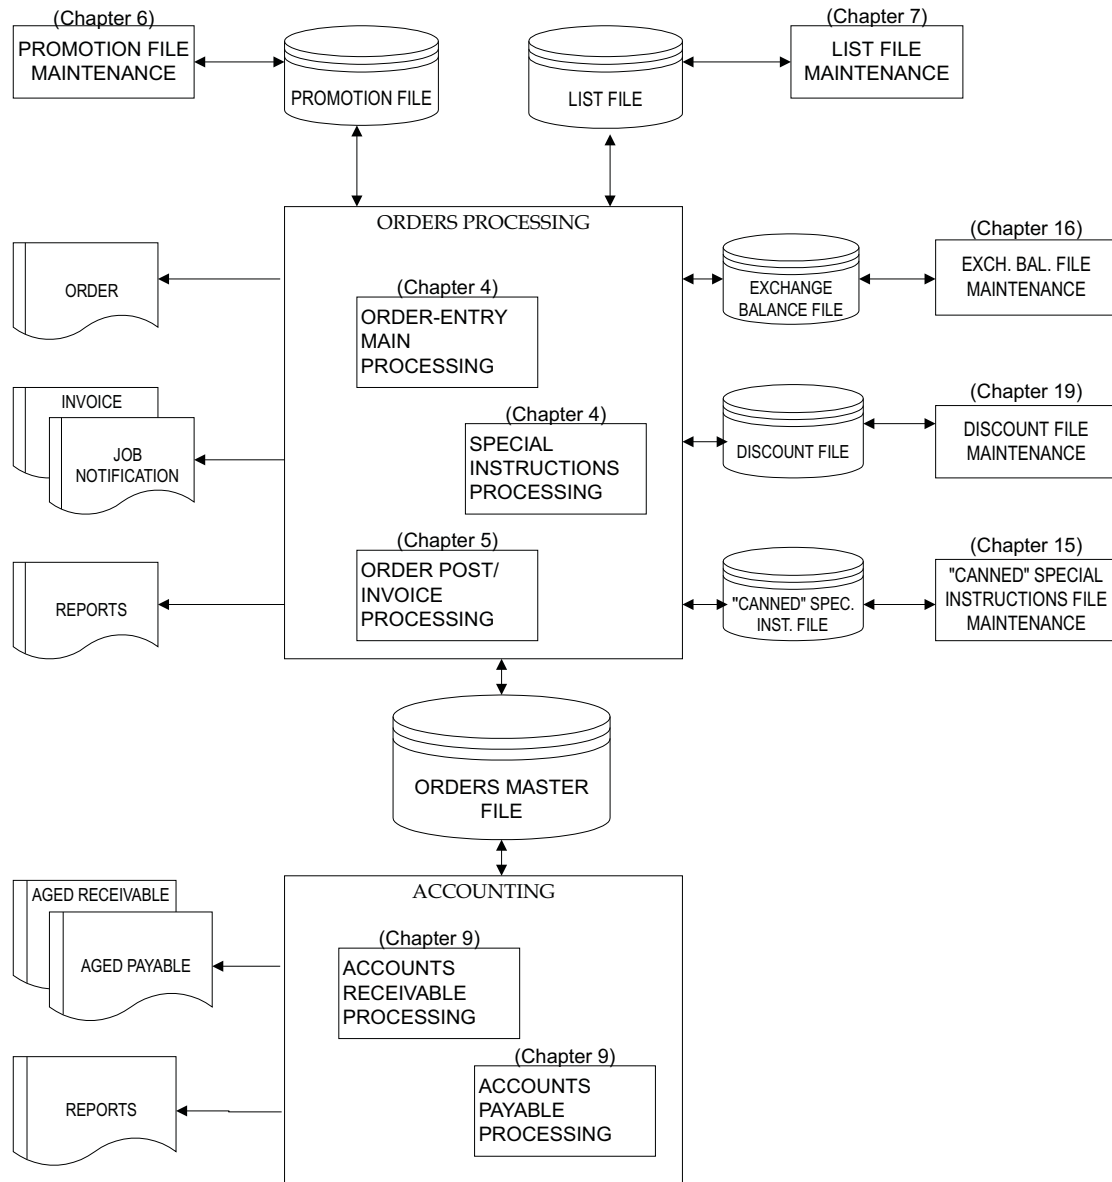 (Chapter 6)
PROMOTION FILE
MAINTENANCE
PROMOTION FILE
LIST FILE
(Chapter 7)
LIST FILE
MAINTENANCE
ORDERS PROCESSING
ORDER
(Chapter 4)
ORDER-ENTRY
MAIN
PROCESSING
EXCHANGE
BALANCE FILE
(Chapter 16)
EXCH. BAL. FILE
MAINTENANCE
INVOICE
JOB
NOTIFICATION
(Chapter 4)
SPECIAL
INSTRUCTIONS
PROCESSING
DISCOUNT FILE
(Chapter 19)
DISCOUNT FILE
MAINTENANCE
REPORTS
(Chapter 5)
ORDER POST/
INVOICE
PROCESSING
"CANNED" SPEC.
INST. FILE
(Chapter 15)
"CANNED" SPECIAL
INSTRUCTIONS FILE
MAINTENANCE
ORDERS MASTER
FILE
ACCOUNTING
AGED RECEIVABLE
AGED PAYABLE
(Chapter 9)
ACCOUNTS
RECEIVABLE
PROCESSING
REPORTS
(Chapter 9)
ACCOUNTS
PAYABLE
PROCESSING